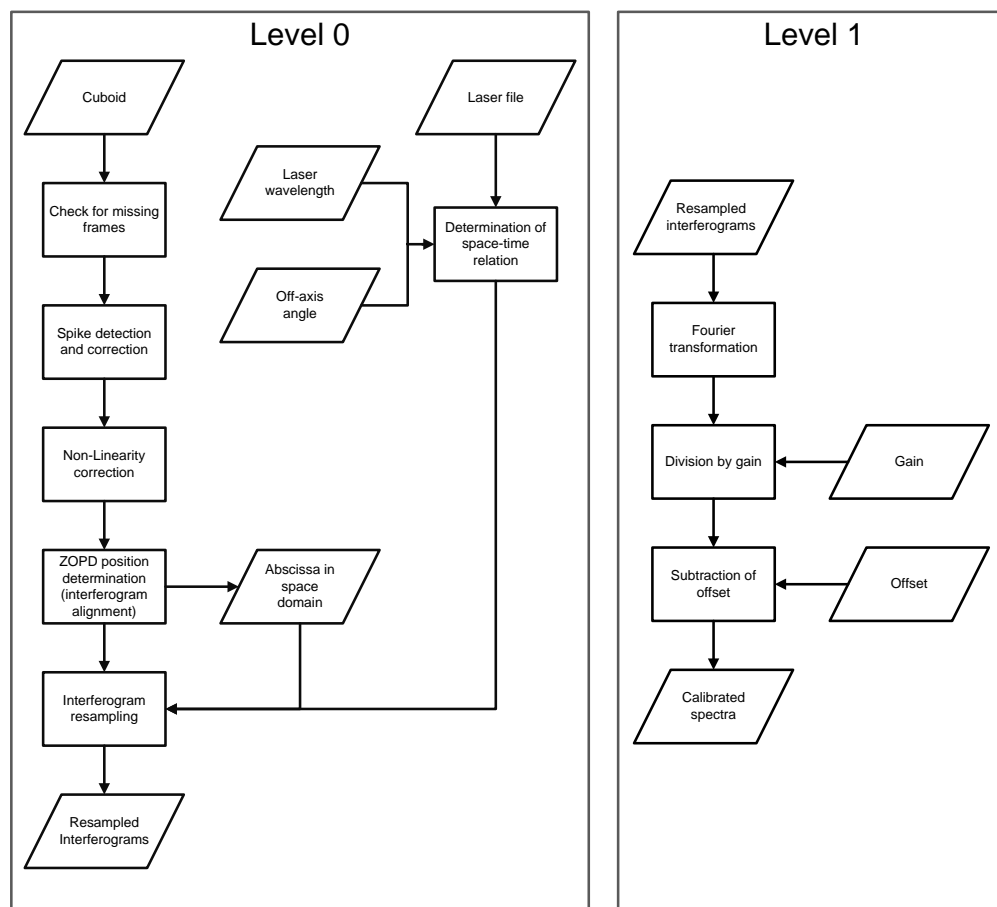 Level 0
Cuboid
Laser file
Laser
wavelength
Check for missing
frames
Determination of
space-time
relation
Off-axis
angle
Spike detection
and correction
Non-Linearity
correction
ZOPD position
determination
(interferogram
alignment)
Abscissa in
space
domain
Interferogram
resampling
Resampled
Interferograms
Level 1
Resampled
interferograms
Fourier
transformation
Division by gain
Gain
Subtraction of
offset
Offset
Calibrated
spectra